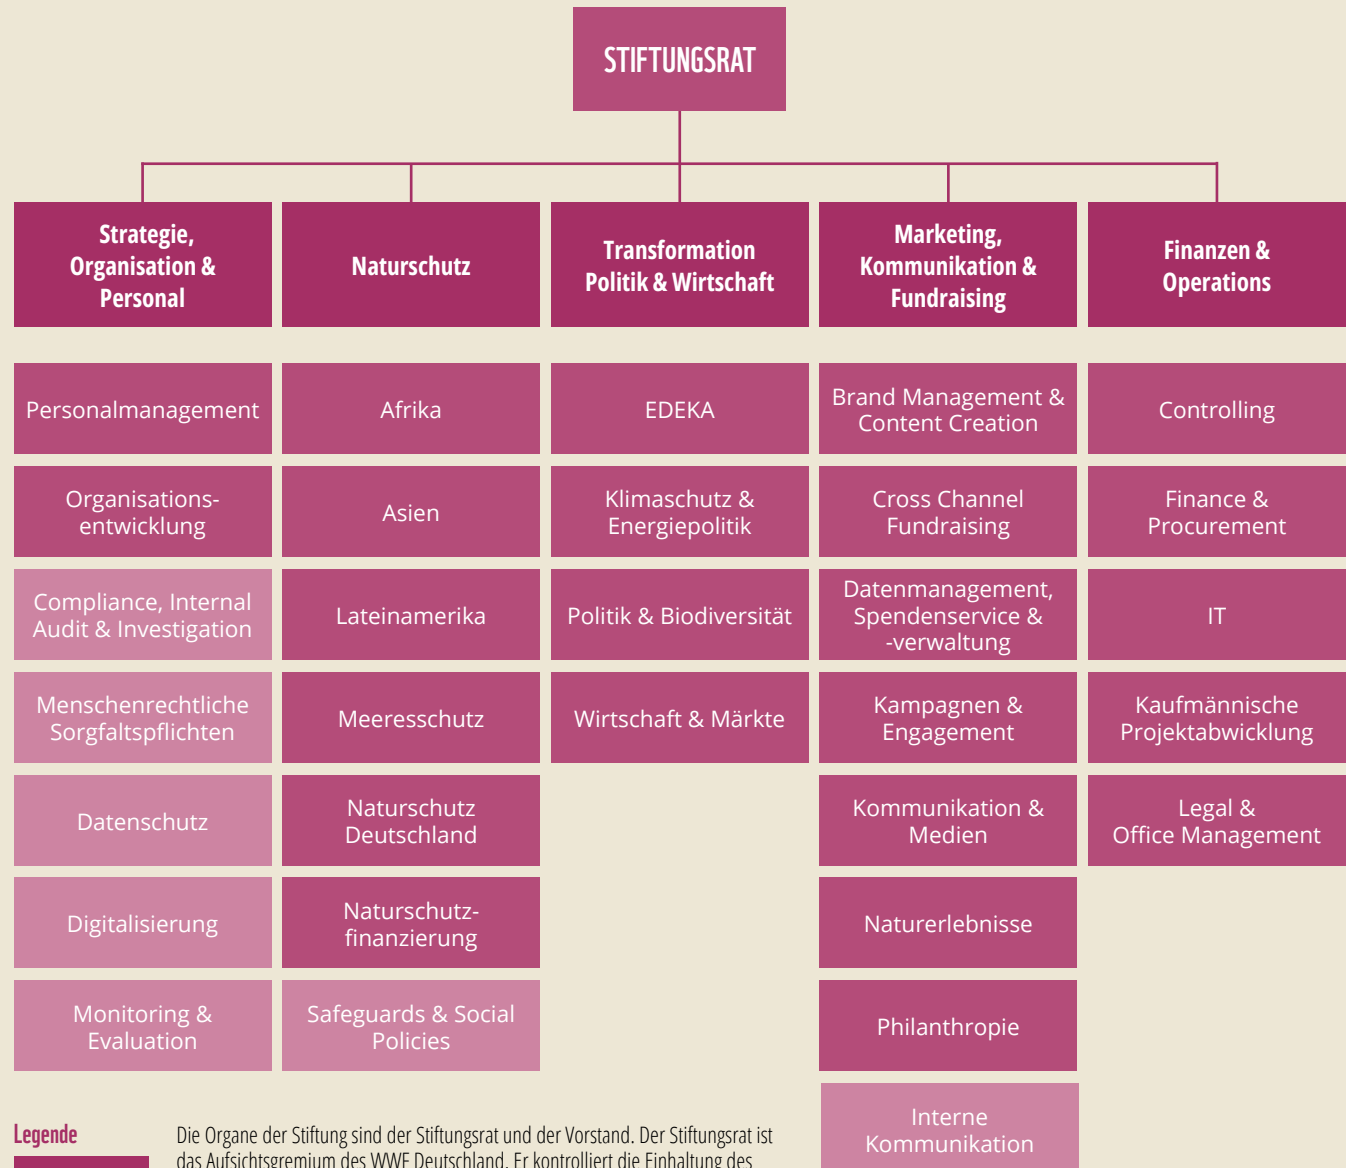 STIFTUNGSRAT
Strategie,
Organisation &
Personal
Naturschutz
Transformation
Politik & Wirtschaft
Marketing,
Kommunikation &
Fundraising
Finanzen &
Operations
Personalmanagement
Organisations-
entwicklung
Compliance, Internal
Audit & Investigation
Menschenrechtliche
Sorgfaltspflichten
Datenschutz
Digitalisierung
Monitoring &
Evaluation
Afrika
Asien
Lateinamerika
Meeresschutz
Naturschutz
Deutschland
Naturschutz-
finanzierung
Safeguards & Social
Policies
EDEKA
Klimaschutz &
Energiepolitik
Politik & Biodiversität
Wirtschaft & Märkte
Brand Management &
Content Creation
Cross Channel
Fundraising
Datenmanagement,
Spendenservice &
-verwaltung
Kampagnen &
Engagement
Kommunikation &
Medien
Naturerlebnisse
Philanthropie
Interne
Kommunikation
Controlling
Finance &
Procurement
IT
Kaufmännische
Projektabwicklung
Legal &
Office Management
Legende
Die Organe der Stiftung sind der Stiftungsrat und der Vorstand. Der Stiftungsrat ist
das Aufsichtsgremium des WWF Deutschland. Er kontrolliert die Einhaltung des